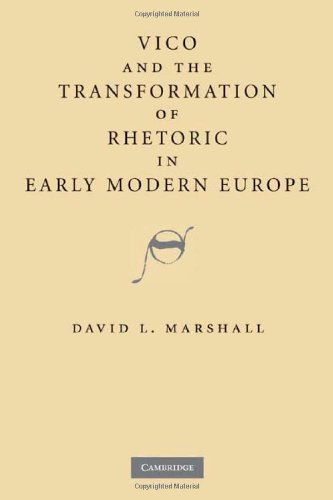 VICO
AND THE
TRANSFORMATION
OF
RHETORIC
IN
EARLY MODERN EUROPE
DAVID L. MARSHALL
CAMBRIDGE